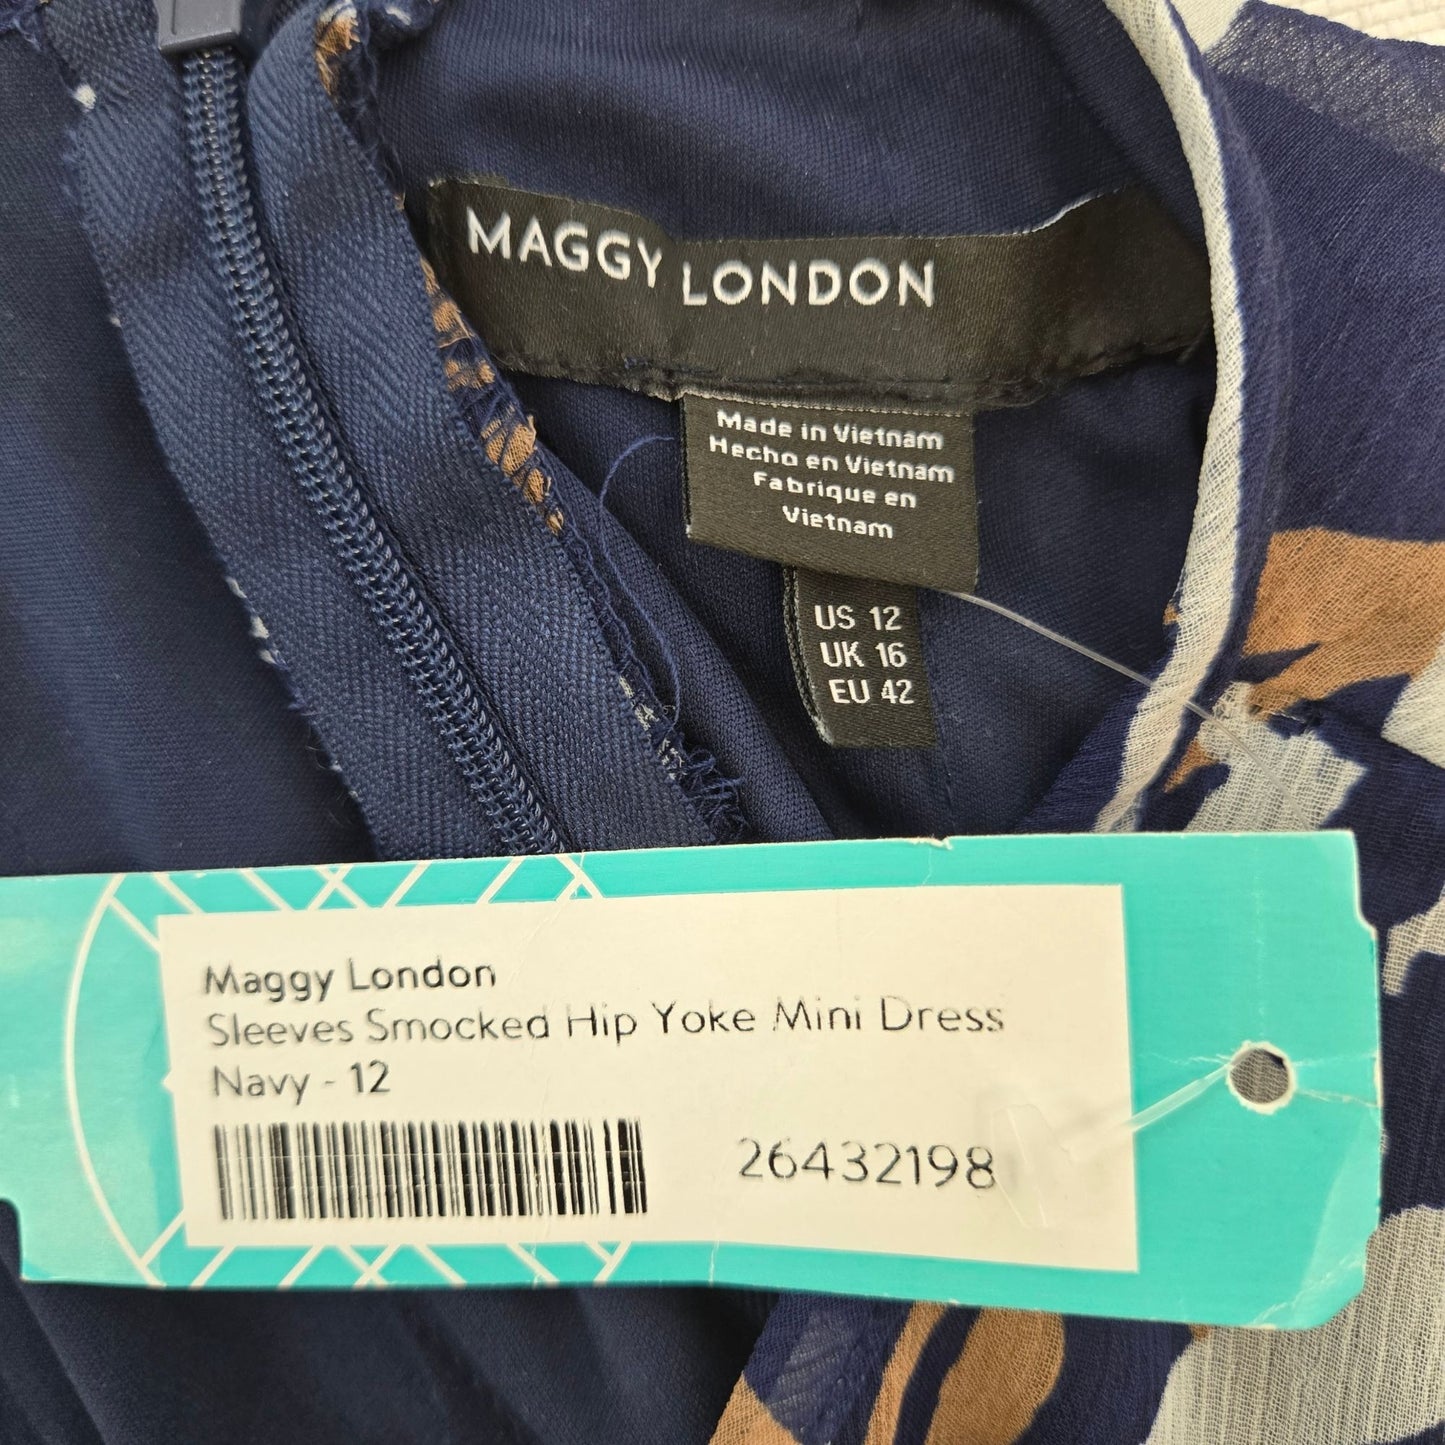 MAGGY LONDON
Made in Vietnam
Hecho en Vietnam
Fabrique en
Vietnam
US 12
UK 16
EU 42
Maggy London
Sleeves Smocked Hip Yoke Mini Dress
Navy - 12
26432198